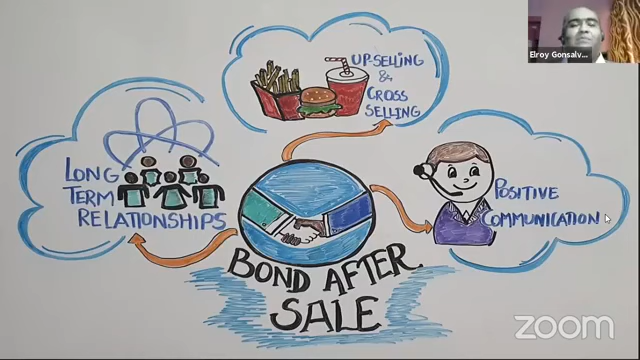 Elroy Gonsalv...
UP-SELLING
&
CROSS
SELLING
LONG
TERM
RELATIONSHIPS
POSITIVE
COMMUNICATION
BOND AFTER
SALE
zoom